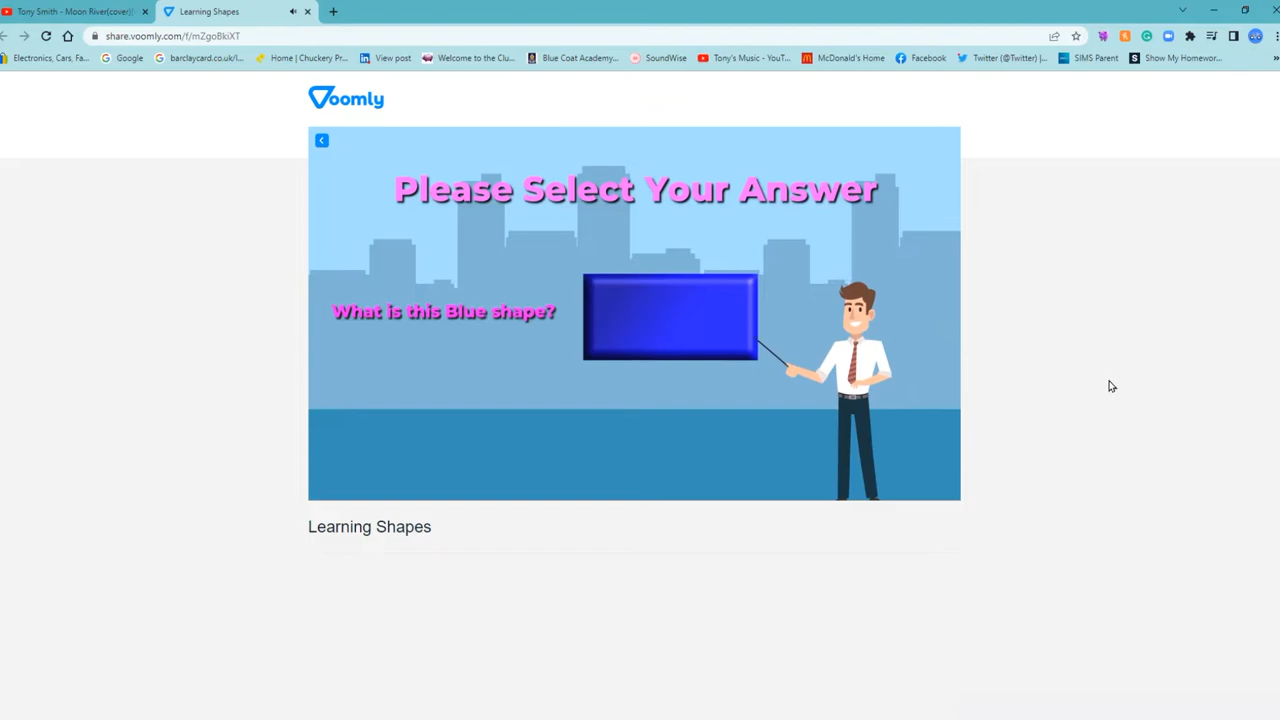 Tony Smith - Moon River(cover)
Learning Shapes
share.voomly.com/f/mZgoBkiXT
Electronics, Cars, Fa...
Google
barclaycard.co.uk/l...
Home | Chuckery Pr...
View post
Welcome to the Clu...
Blue Coat Academy...
SoundWise
Tony's Music - YouT...
McDonald's Home
Facebook
Twitter (@Twitter) |...
SIMS Parent
Show My Homewor...
Voomly
Please Select Your Answer
What is this Blue shape?
Learning Shapes